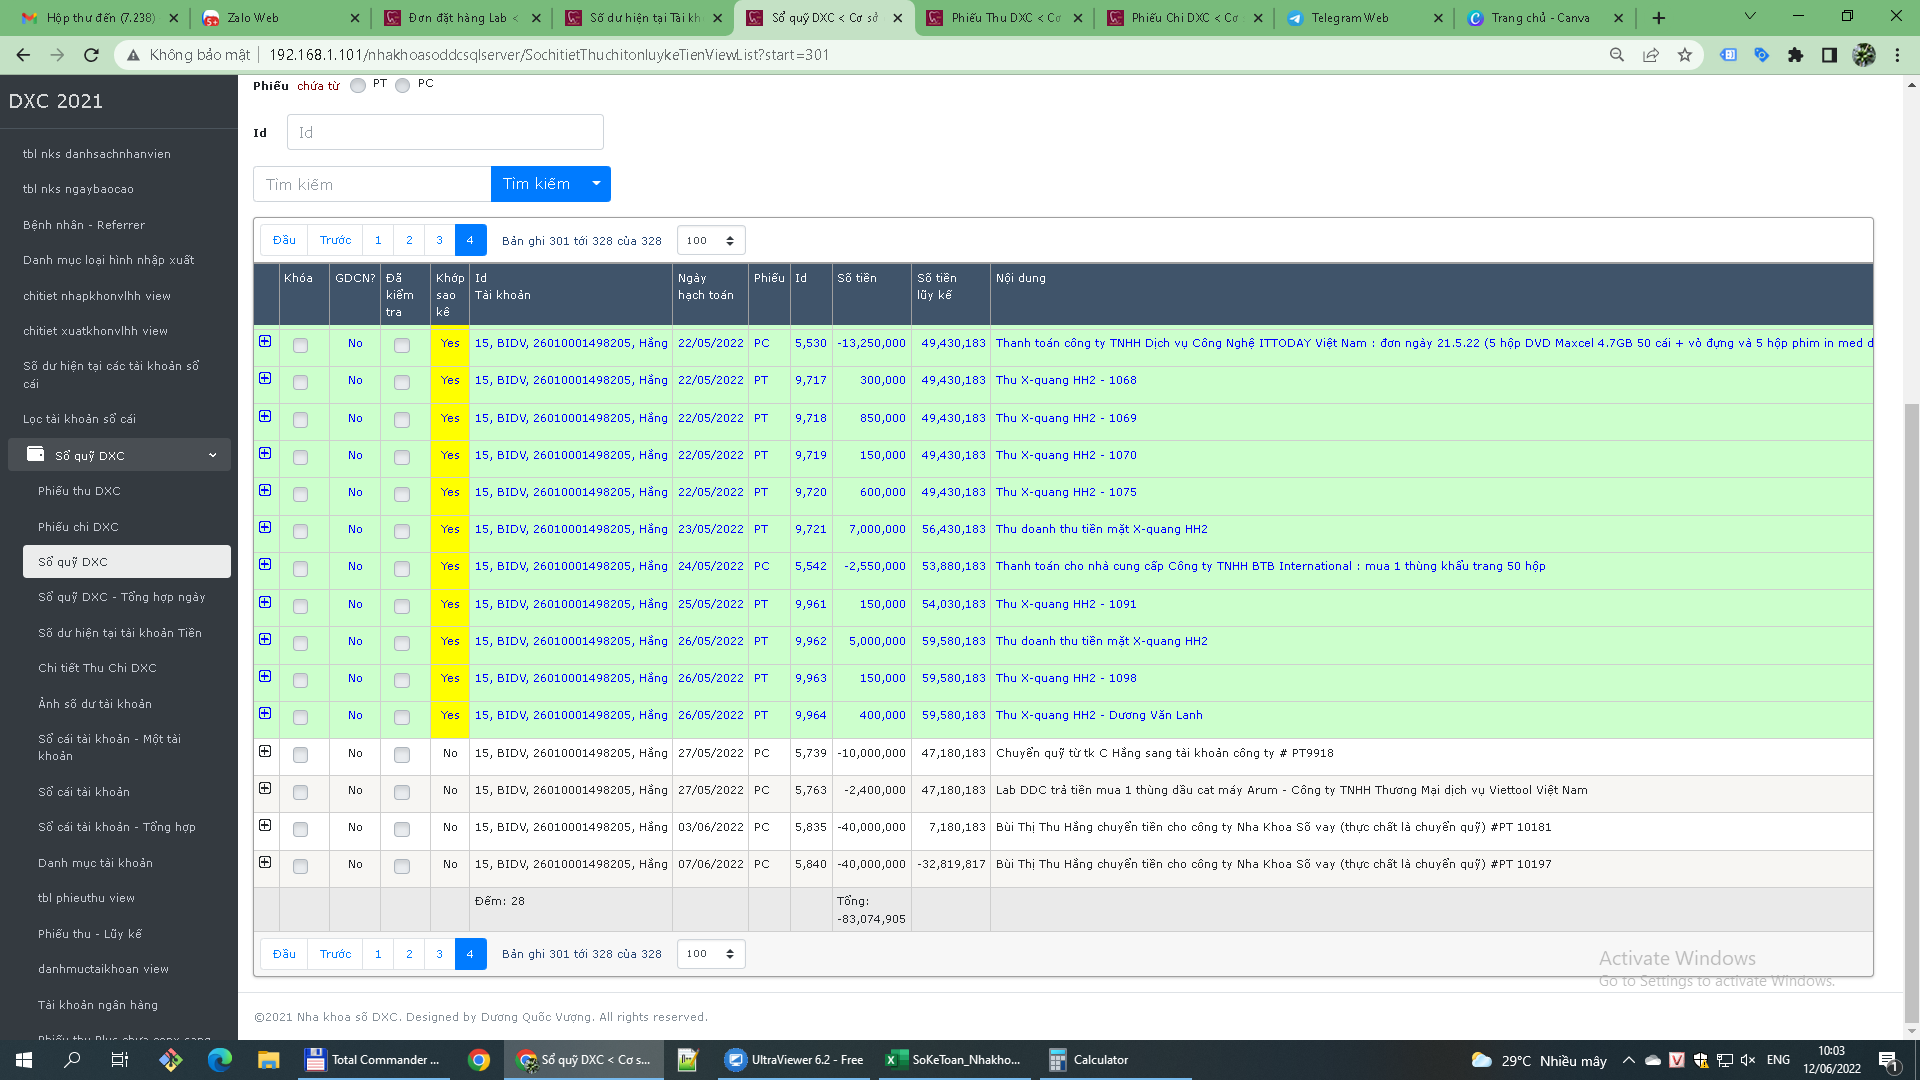 Hộp thư đến (7.238)
Zalo Web
Đơn đặt hàng Lab <
Số dư hiện tại Tài kh
Sổ quỹ DXC < Cơ sở
Phiếu Thu DXC < Cơ
Phiếu Chi DXC < Cơ
Telegram Web
Trang chủ - Canva
Không bảo mật
192.168.1.101/nhakhoasoddcsqlserver/SochitietThuchitonluykeTienViewList?start=301
DXC 2021
tbl nks danhsachnhanvien
tbl nks ngaybaocao
Bệnh nhân - Referrer
Danh mục loại hình nhập xuất
chitiet nhapkhonvlhh view
chitiet xuatkhonvlhh view
Số dư hiện tại các tài khoản sổ
cái
Lọc tài khoản sổ cái
Sổ quỹ DXC
Phiếu thu DXC
Phiếu chi DXC
Sổ quỹ DXC
Sổ quỹ DXC - Tổng hợp ngày
Số dư hiện tại tài khoản Tiền
Chi tiết Thu Chi DXC
Ảnh số dư tài khoản
Sổ cái tài khoản - Một tài
khoản
Sổ cái tài khoản
Sổ cái tài khoản - Tổng hợp
Danh mục tài khoản
tbl phieuthu view
Phiếu thu - Lũy kế
danhmuctaikhoan view
Tài khoản ngân hàng
Phiếu chứa từ PT PC
Id Id
Tìm kiếm Tìm kiếm
Đầu Trước 1 2 3 4 Bản ghi 301 tới 328 của 328 100
Khóa GDCN? Đã Khớp Id Ngày Phiếu Id Số tiền Số tiền Nội dung
kiểm sao Tài khoản hạch toán lũy kế
tra kê
No Yes 15, BIDV, 26010001498205, Hằng 22/05/2022 PC 5,530 -13,250,000 49,430,183 Thanh toán công ty TNHH Dịch vụ Công Nghệ ITTODAY Việt Nam : đơn ngày 21.5.22 (5 hộp DVD Maxcel 4.7GB 50 cái + vỏ đựng và 5 hộp phim in med d
No Yes 15, BIDV, 26010001498205, Hằng 22/05/2022 PT 9,717 300,000 49,430,183 Thu X-quang HH2 - 1068
No Yes 15, BIDV, 26010001498205, Hằng 22/05/2022 PT 9,718 850,000 49,430,183 Thu X-quang HH2 - 1069
No Yes 15, BIDV, 26010001498205, Hằng 22/05/2022 PT 9,719 150,000 49,430,183 Thu X-quang HH2 - 1070
No Yes 15, BIDV, 26010001498205, Hằng 22/05/2022 PT 9,720 600,000 49,430,183 Thu X-quang HH2 - 1075
No Yes 15, BIDV, 26010001498205, Hằng 23/05/2022 PT 9,721 7,000,000 56,430,183 Thu doanh thu tiền mặt X-quang HH2
No Yes 15, BIDV, 26010001498205, Hằng 24/05/2022 PC 5,542 -2,550,000 53,880,183 Thanh toán cho nhà cung cấp Công ty TNHH BTB International : mua 1 thùng khẩu trang 50 hộp
No Yes 15, BIDV, 26010001498205, Hằng 25/05/2022 PT 9,961 150,000 54,030,183 Thu X-quang HH2 - 1091
No Yes 15, BIDV, 26010001498205, Hằng 26/05/2022 PT 9,962 5,000,000 59,580,183 Thu doanh thu tiền mặt X-quang HH2
No Yes 15, BIDV, 26010001498205, Hằng 26/05/2022 PT 9,963 150,000 59,580,183 Thu X-quang HH2 - 1098
No Yes 15, BIDV, 26010001498205, Hằng 26/05/2022 PT 9,964 400,000 59,580,183 Thu X-quang HH2 - Dương Văn Lanh
No No 15, BIDV, 26010001498205, Hằng 27/05/2022 PC 5,739 -10,000,000 47,180,183 Chuyển quỹ từ tk C Hằng sang tài khoản công ty # PT9918
No No 15, BIDV, 26010001498205, Hằng 27/05/2022 PC 5,763 -2,400,000 47,180,183 Lab DDC trả tiền mua 1 thùng dầu cat máy Arum - Công ty TNHH Thương Mại dịch vụ Viettool Việt Nam
No No 15, BIDV, 26010001498205, Hằng 03/06/2022 PC 5,835 -40,000,000 7,180,183 Bùi Thị Thu Hằng chuyển tiền cho công ty Nha Khoa Số vay (thực chất là chuyển quỹ) #PT 10181
No No 15, BIDV, 26010001498205, Hằng 07/06/2022 PC 5,840 -40,000,000 -32,819,817 Bùi Thị Thu Hằng chuyển tiền cho công ty Nha Khoa Số vay (thực chất là chuyển quỹ) #PT 10197
Đếm: 28 Tổng:
-83,074,905
Đầu Trước 1 2 3 4 Bản ghi 301 tới 328 của 328 100
Activate Windows
Go to Settings to activate Windows.
©2021 Nha khoa số DXC. Designed by Dương Quốc Vượng. All rights reserved.
Total Commander ...
Sổ quỹ DXC < Cơ s...
UltraViewer 6.2 - Free
SoKeToan_Nhakho...
Calculator
29°C Nhiều mây
ENG
10:03
12/06/2022
1